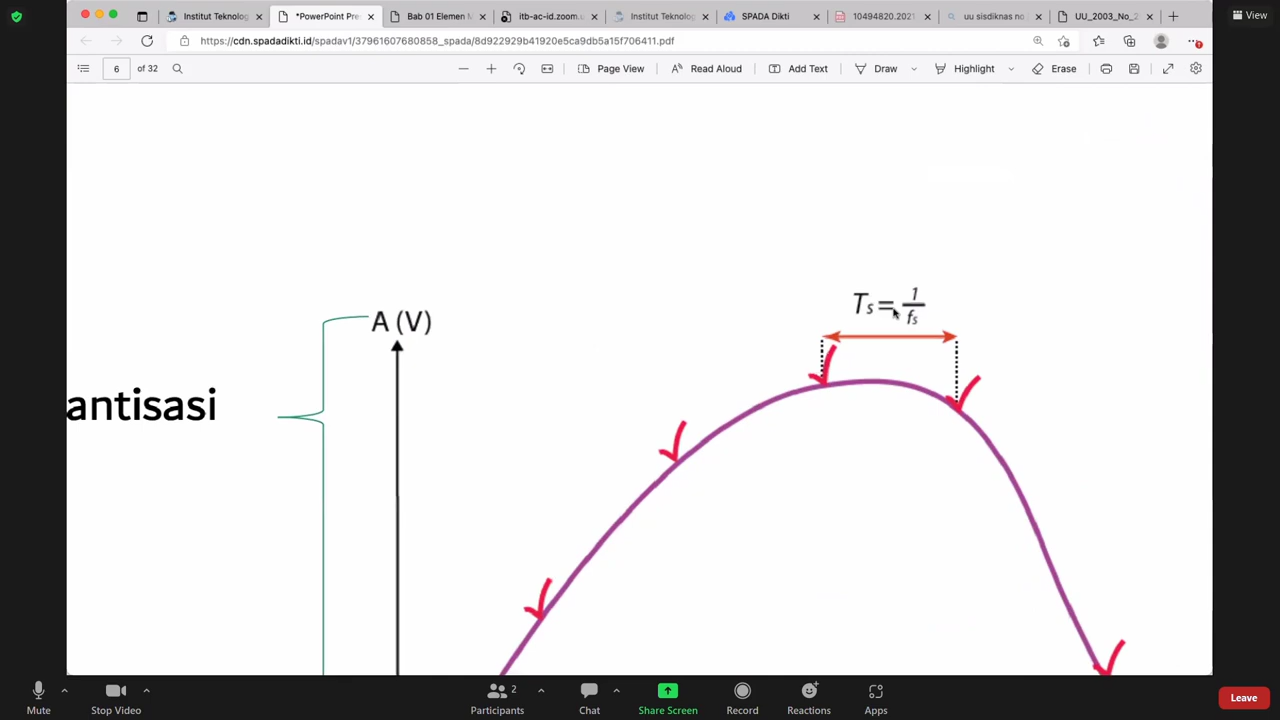 Institut Teknolog
*PowerPoint Pre
Bab 01 Elemen M
itb-ac-id.zoom.u
Institut Teknolog
SPADA Dikti
10494820.2021
uu sisdiknas no
UU_2003_No_2
View
https://cdn.spadadikti.id/spadav1/37961607680858_spada/8d922929b41920e5ca9db5a15f706411.pdf
6 of 32
Page View
Read Aloud
Add Text
Draw
Highlight
Erase
Ts = 1/fs
A (V)
antisasi
Mute
Stop Video
2
Participants
Chat
Share Screen
Record
Reactions
Apps
Leave